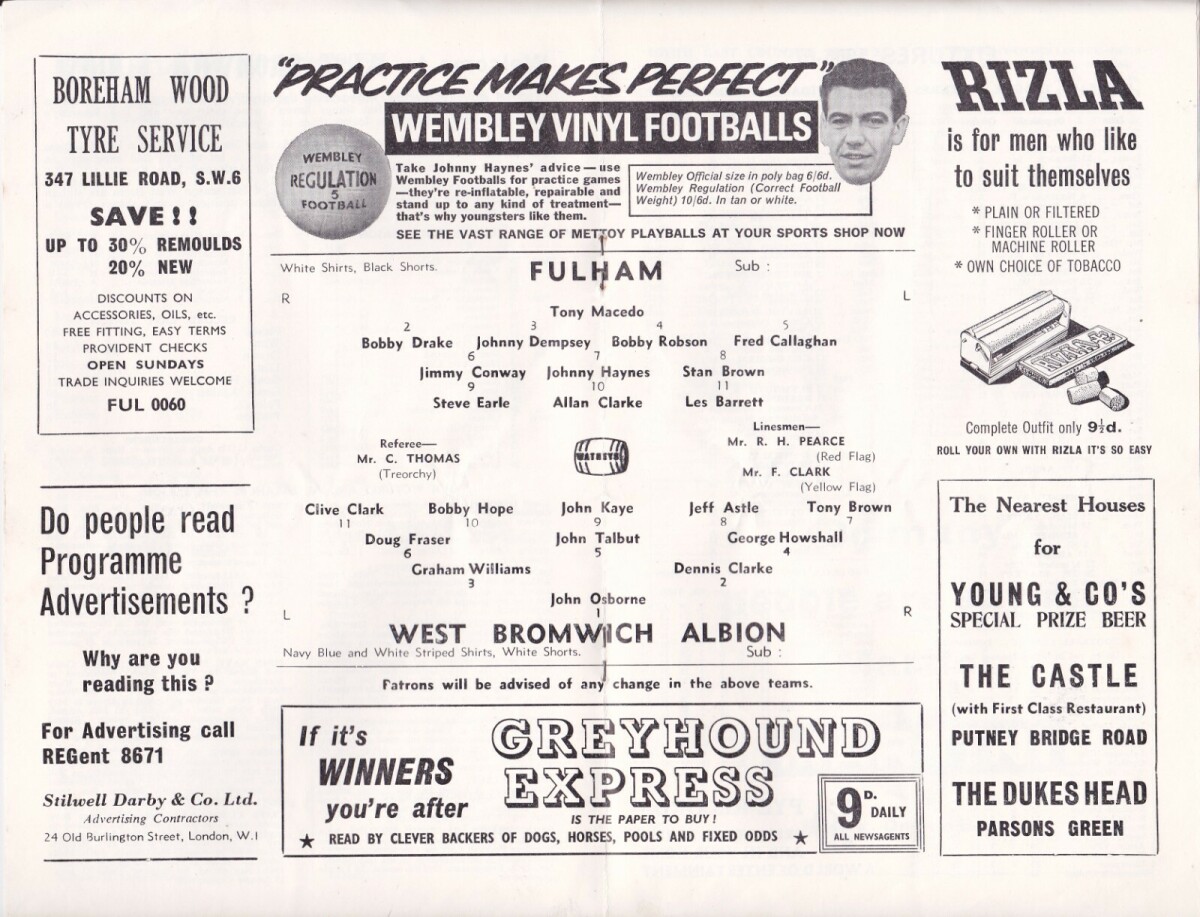 BOREHAM WOOD
TYRE SERVICE
347 LILLIE ROAD, S.W.6
SAVE!!
UP TO 30% REMOULDS
20% NEW
DISCOUNTS ON
ACCESSORIES, OILS, etc.
FREE FITTING, EASY TERMS
PROVIDENT CHECKS
OPEN SUNDAYS
TRADE INQUIRIES WELCOME
FUL 0060
Do people read
Programme
Advertisements ?
Why are you
reading this ?
For Advertising call
REGent 8671
Stilwell Darby & Co. Ltd.
Advertising Contractors
24 Old Burlington Street, London, W.1
"PRACTICE MAKES PERFECT"
WEMBLEY VINYL FOOTBALLS
WEMBLEY
REGULATION
5
FOOTBALL
Take Johnny Haynes' advice — use
Wembley Footballs for practice games
—they're re-inflatable, repairable and
stand up to any kind of treatment—
that's why youngsters like them.
Wembley Official size in poly bag 6/6d.
Wembley Regulation (Correct Football
Weight) 10/6d. In tan or white.
SEE THE VAST RANGE OF METTOY PLAYBALLS AT YOUR SPORTS SHOP NOW
White Shirts, Black Shorts. FULHAM Sub :
R L
Tony Macedo
2 3 4 5
Bobby Drake Johnny Dempsey Bobby Robson Fred Callaghan
6 7 8
Jimmy Conway Johnny Haynes Stan Brown
9 10 11
Steve Earle Allan Clarke Les Barrett
Referee—
Mr. C. THOMAS
(Treorchy)
WATNEYS
Linesmen—
Mr. R. H. PEARCE
(Red Flag)
Mr. F. CLARK
(Yellow Flag)
Clive Clark Bobby Hope John Kaye Jeff Astle Tony Brown
11 10 9 8 7
Doug Fraser John Talbut George Howshall
6 5 4
Graham Williams Dennis Clarke
3 2
John Osborne
L 1 R
WEST BROMWICH ALBION
Navy Blue and White Striped Shirts, White Shorts. Sub :
Patrons will be advised of any change in the above teams.
If it's
WINNERS
you're after
GREYHOUND
EXPRESS
IS THE PAPER TO BUY!
★ READ BY CLEVER BACKERS OF DOGS, HORSES, POOLS AND FIXED ODDS ★
9D. DAILY
ALL NEWSAGENTS
RIZLA
is for men who like
to suit themselves
* PLAIN OR FILTERED
* FINGER ROLLER OR
MACHINE ROLLER
* OWN CHOICE OF TOBACCO
RIZLA
Complete Outfit only 9½d.
ROLL YOUR OWN WITH RIZLA IT'S SO EASY
The Nearest Houses
for
YOUNG & CO'S
SPECIAL PRIZE BEER
THE CASTLE
(with First Class Restaurant)
PUTNEY BRIDGE ROAD
THE DUKES HEAD
PARSONS GREEN